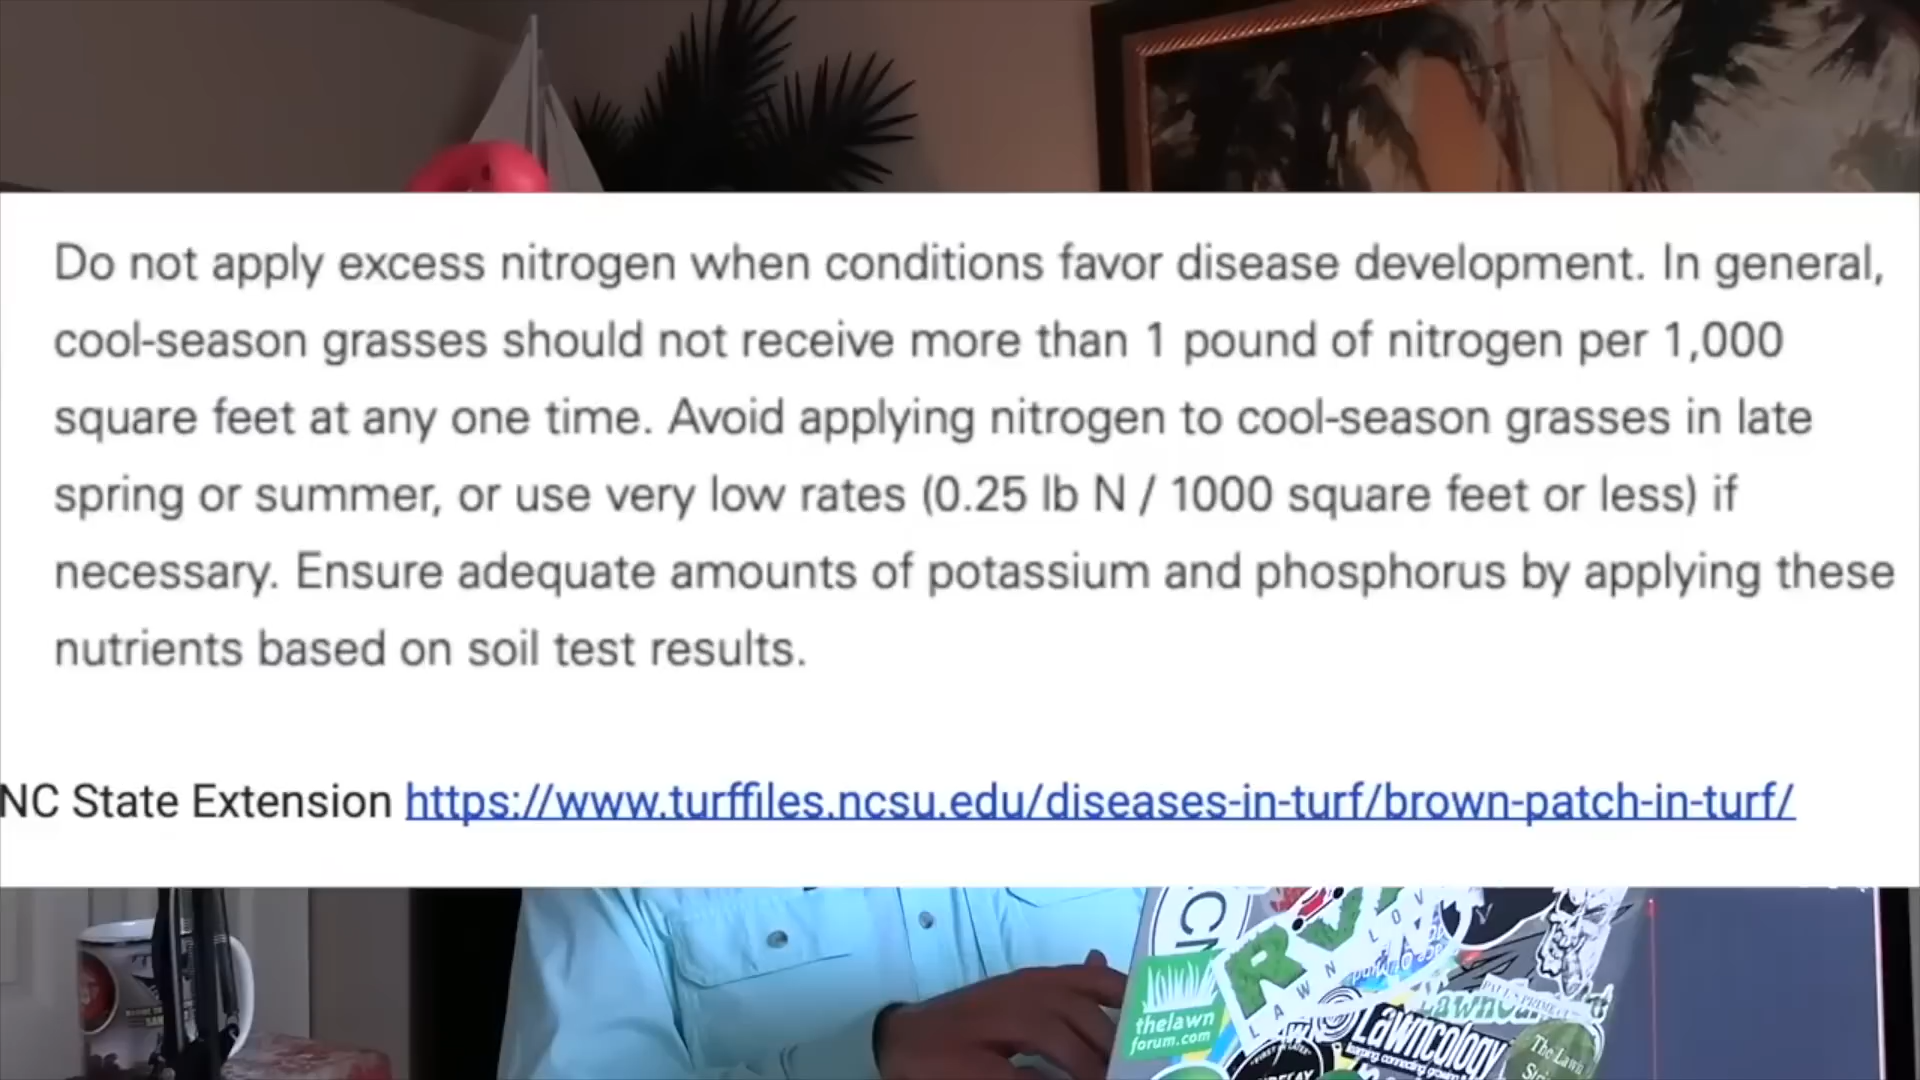 Do not apply excess nitrogen when conditions favor disease development. In general,
cool-season grasses should not receive more than 1 pound of nitrogen per 1,000
square feet at any one time. Avoid applying nitrogen to cool-season grasses in late
spring or summer, or use very low rates (0.25 lb N / 1000 square feet or less) if
necessary. Ensure adequate amounts of potassium and phosphorus by applying these
nutrients based on soil test results.
NC State Extension https://www.turffiles.ncsu.edu/diseases-in-turf/brown-patch-in-turf/
thelawn
forum.com
LAWN LOV
Lawncology
The Lawn